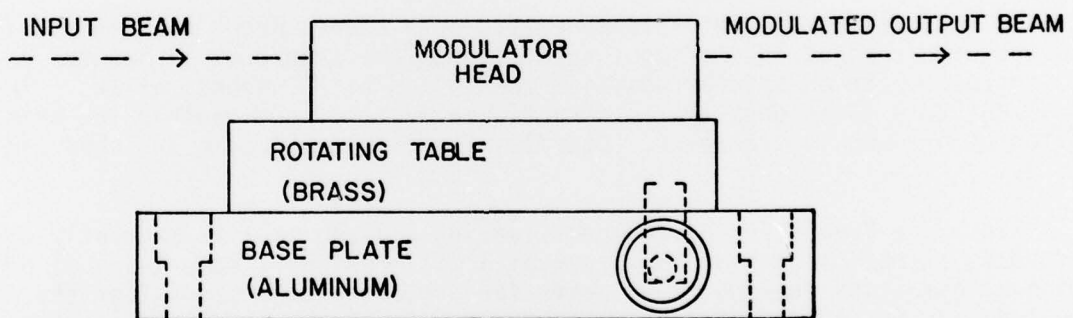 INPUT BEAM
MODULATED OUTPUT BEAM
MODULATOR
HEAD
ROTATING TABLE
(BRASS)
BASE PLATE
(ALUMINUM)